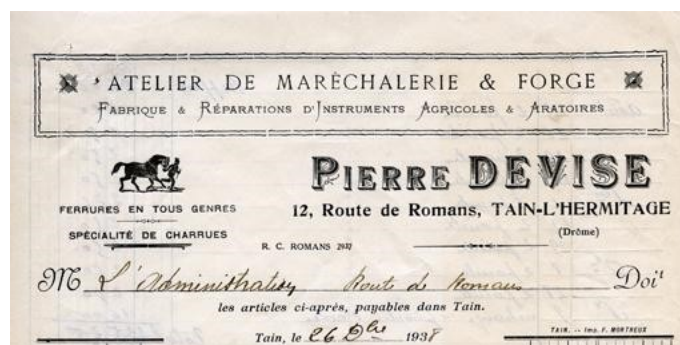 ATELIER DE MARÉCHALERIE & FORGE
FABRIQUE & RÉPARATIONS D'INSTRUMENTS AGRICOLES & ARATOIRES
PIERRE DEVISE
FERRURES EN TOUS GENRES
12, Route de Romans, TAIN-L'HERMITAGE
SPÉCIALITÉ DE CHARRUES
(Drôme)
R. C. ROMANS 2937
M L'Administration Route de Romans Doit
les articles ci-après, payables dans Tain.
Tain, le 26 Dbre 1938
TAIN. -- Imp. F. MONTREUX